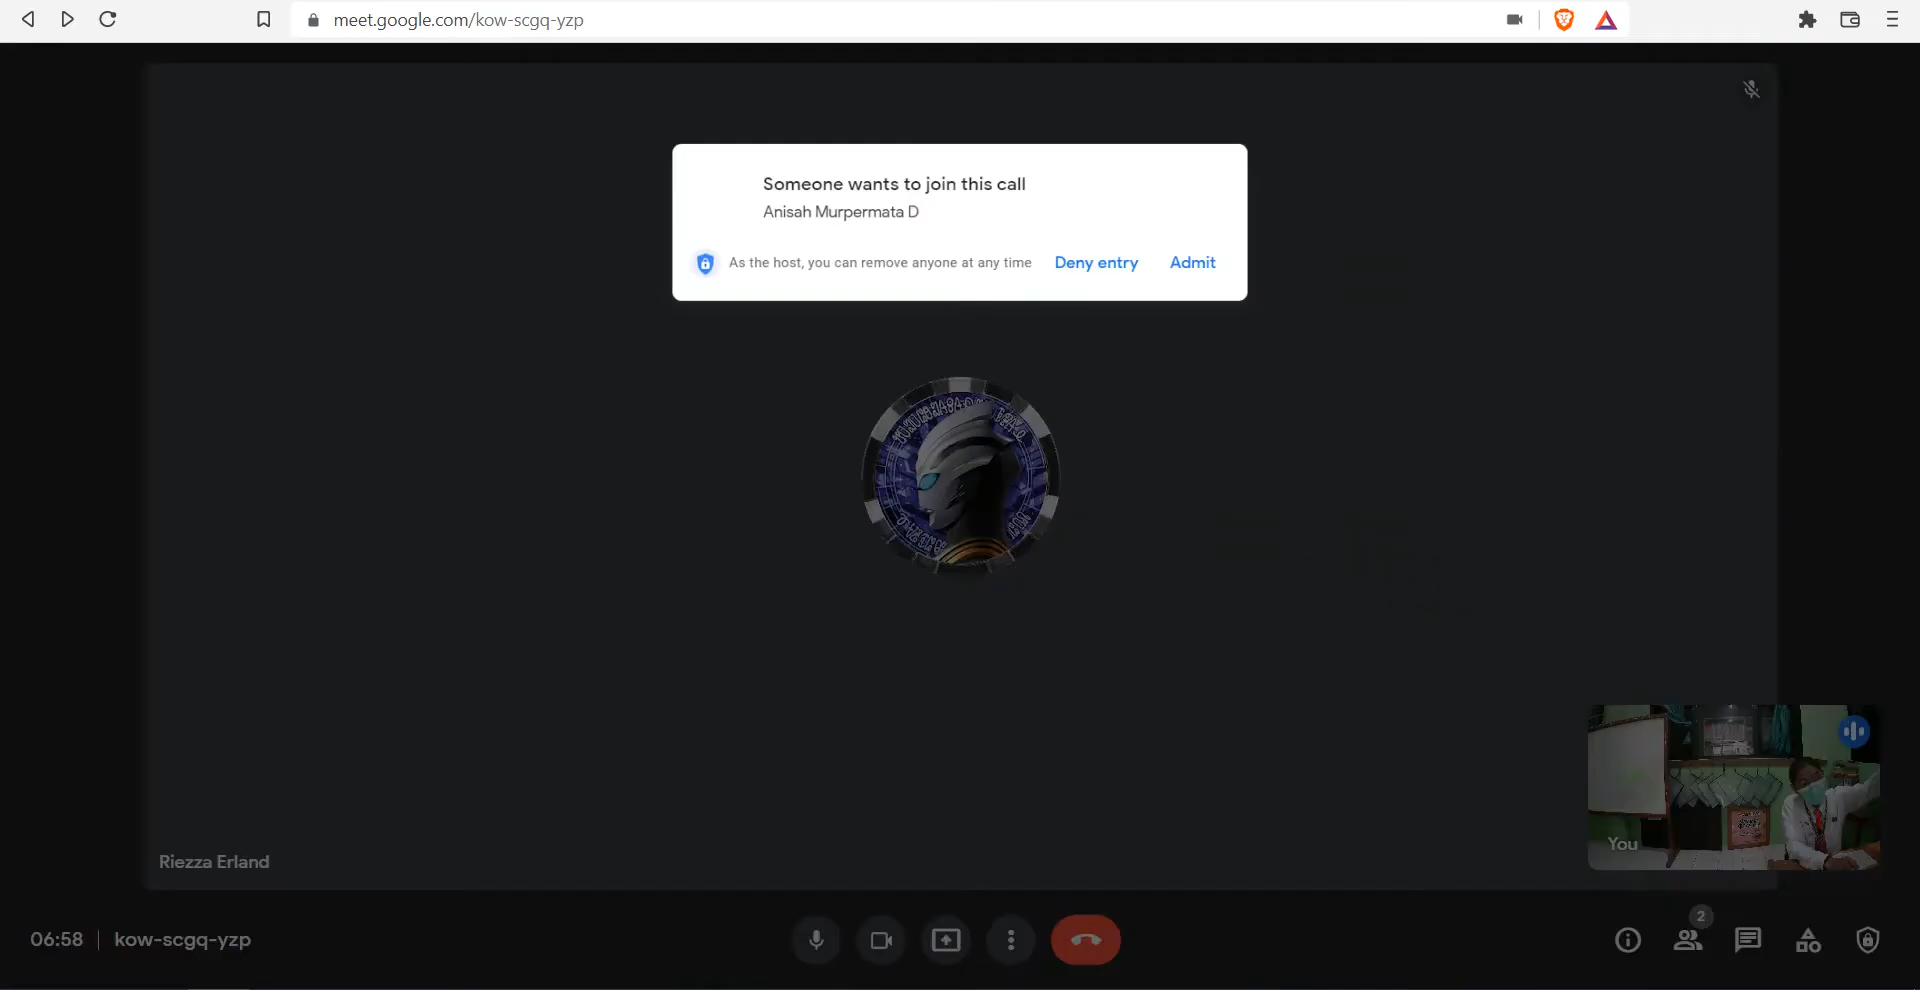 meet.google.com/kow-scgq-yzp
Someone wants to join this call
Anisah Murpermata D
As the host, you can remove anyone at any time
Deny entry
Admit
Riezza Erland
You
06:58
kow-scgq-yzp
2